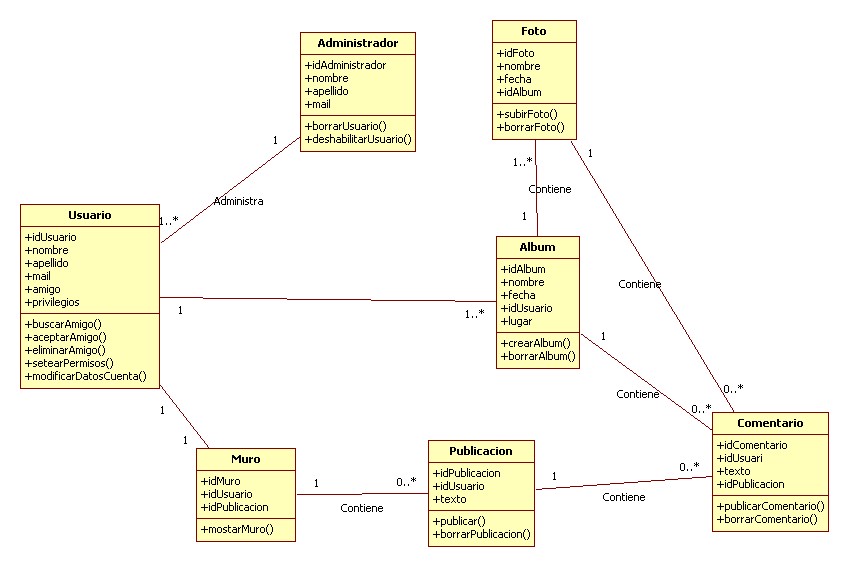 Administrador
+idAdministrador
+nombre
+apellido
+mail
+borrarUsuario()
+deshabilitarUsuario()
Foto
+idFoto
+nombre
+fecha
+idAlbum
+subirFoto()
+borrarFoto()
1
1..*
Administra
1..*
Contiene
1
1
Contiene
0..*
Usuario
+idUsuario
+nombre
+apellido
+mail
+amigo
+privilegios
+buscarAmigo()
+aceptarAmigo()
+eliminarAmigo()
+setearPermisos()
+modificarDatosCuenta()
Album
+idAlbum
+nombre
+fecha
+idUsuario
+lugar
+crearAlbum()
+borrarAlbum()
1
1..*
1
Contiene
0..*
1
1
Muro
+idMuro
+idUsuario
+idPublicacion
+mostarMuro()
1
0..*
Contiene
Publicacion
+idPublicacion
+idUsuario
+texto
+publicar()
+borrarPublicacion()
1
0..*
Contiene
Comentario
+idComentario
+idUsuari
+texto
+idPublicacion
+publicarComentario()
+borrarComentario()